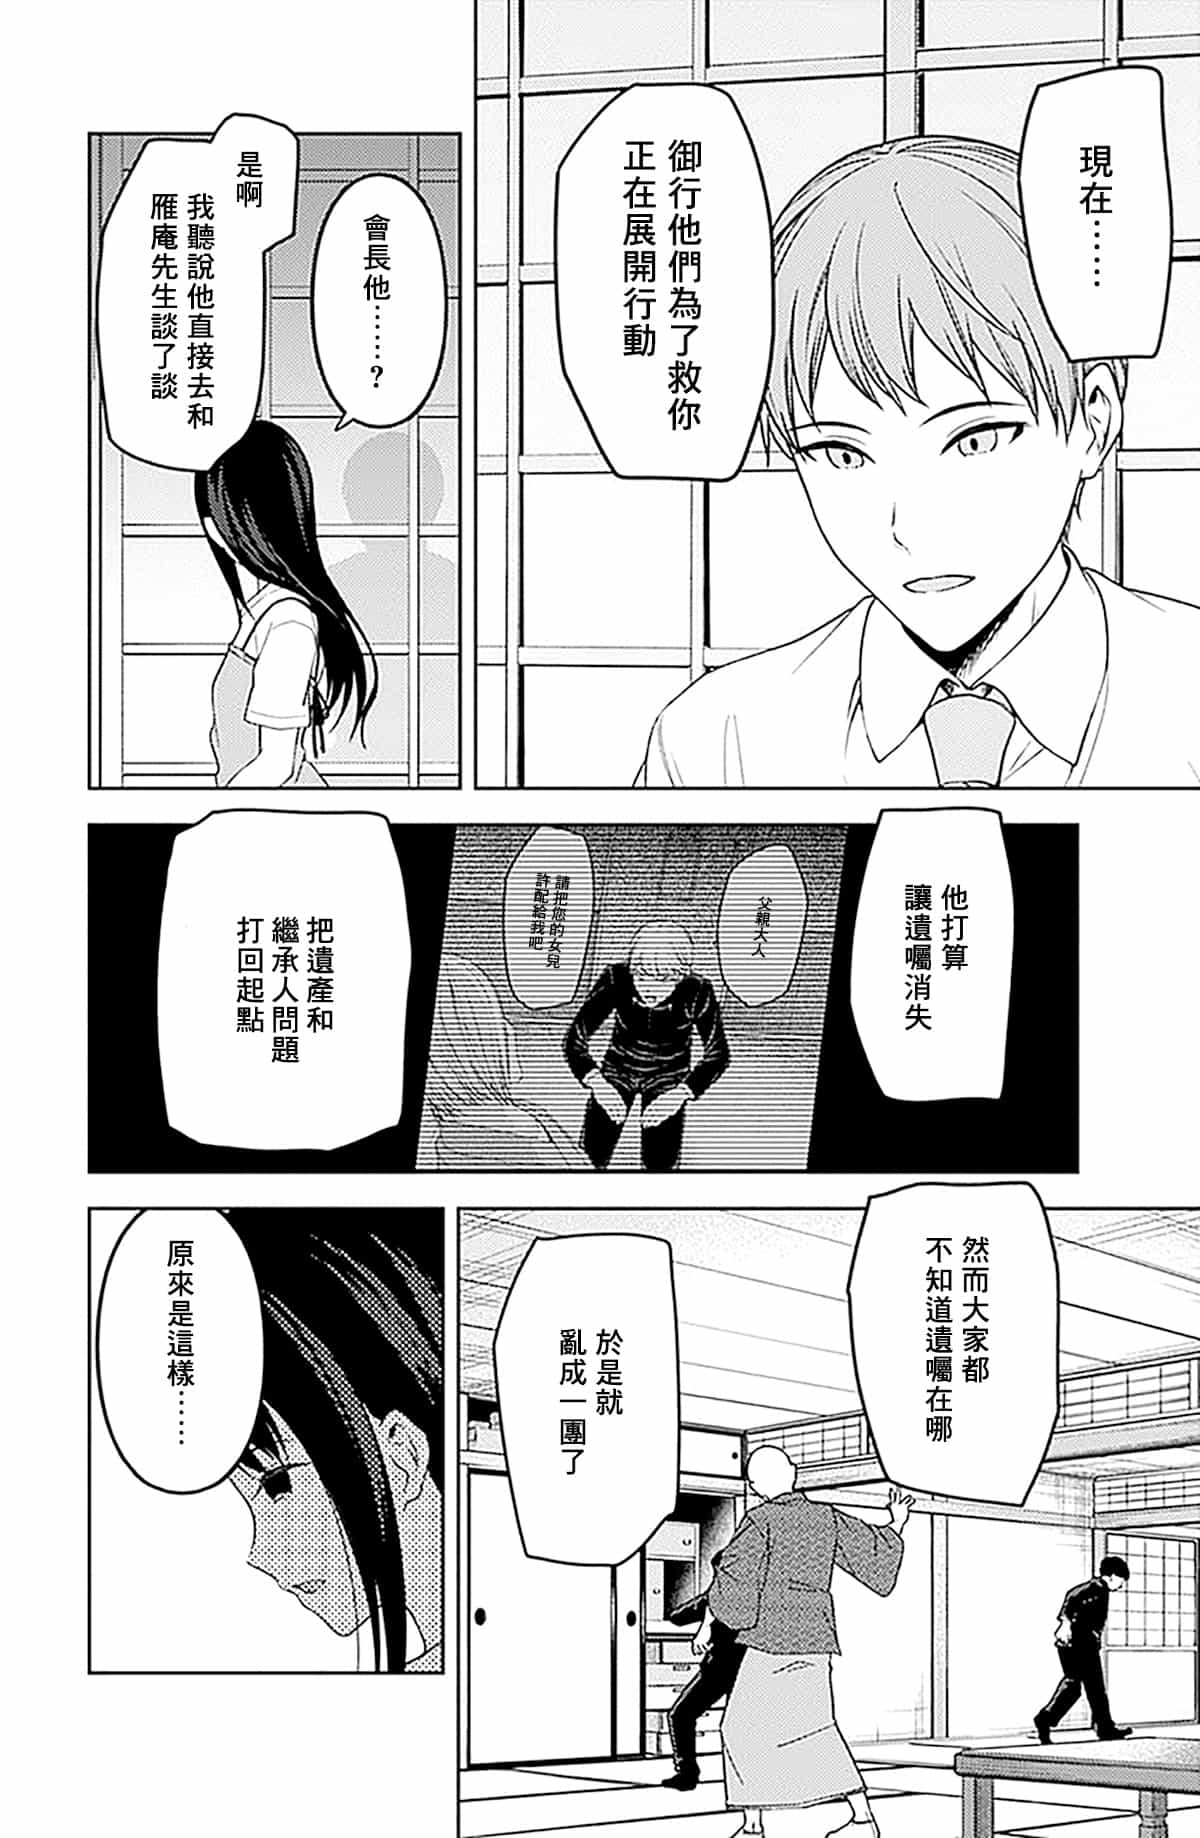 現在⋯⋯
御行他們為了救你
正在展開行動
會長他⋯⋯？
是啊
我聽說他直接去和
雁庵先生談了談
他打算
讓遺囑消失
父親大人
請把您的女兒
許配給我吧
把遺產和
繼承人問題
打回起點
然而大家都
不知道遺囑在哪
於是就
亂成一團了
原來是這樣⋯⋯